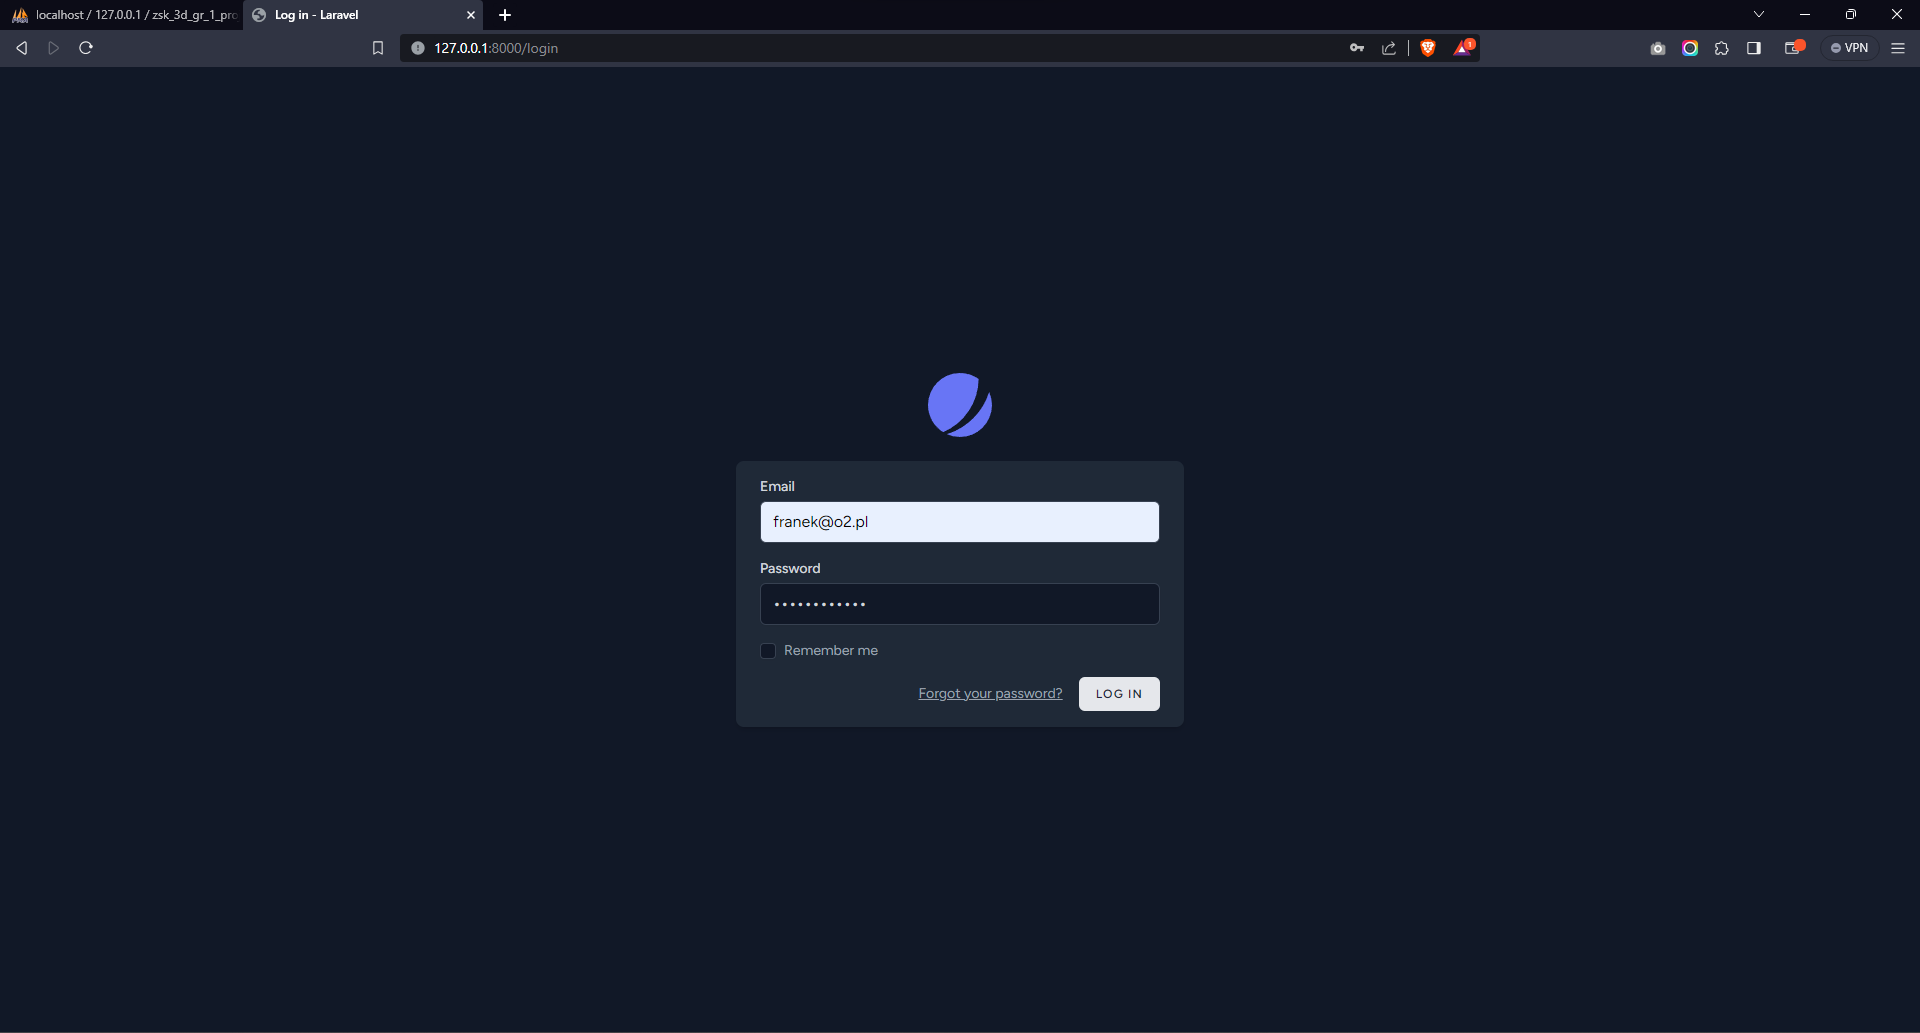 localhost / 127.0.0.1 / zsk_3d_gr_1_pro
Log in - Laravel
127.0.0.1:8000/login
1
VPN
Email
franek@o2.pl
Password
••••••••••••
Remember me
Forgot your password?
LOG IN